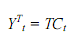 Y^T_t = TC_t